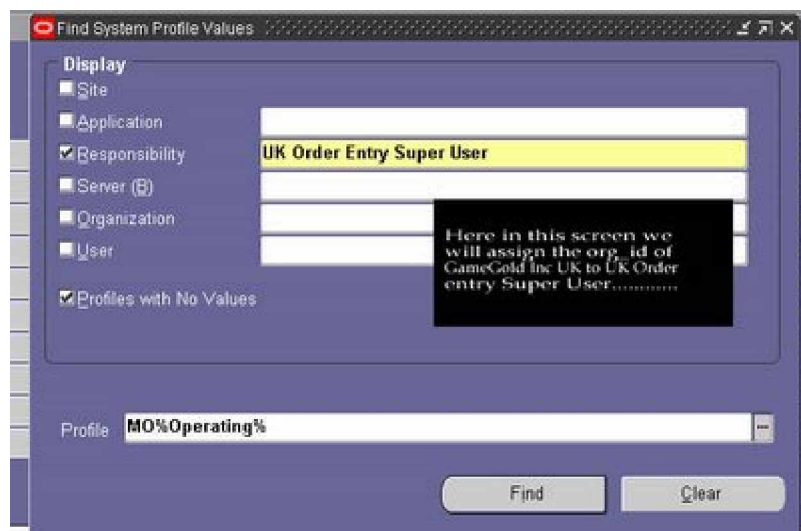 Find System Profile Values
Display
Site
Application
Responsibility UK Order Entry Super User
Server (B)
Organization
User
Here in this screen we
will assign the org_id of
GameGold Inc UK to UK Order
entry Super User............
Profiles with No Values
Profile MO%Operating%
Find Clear